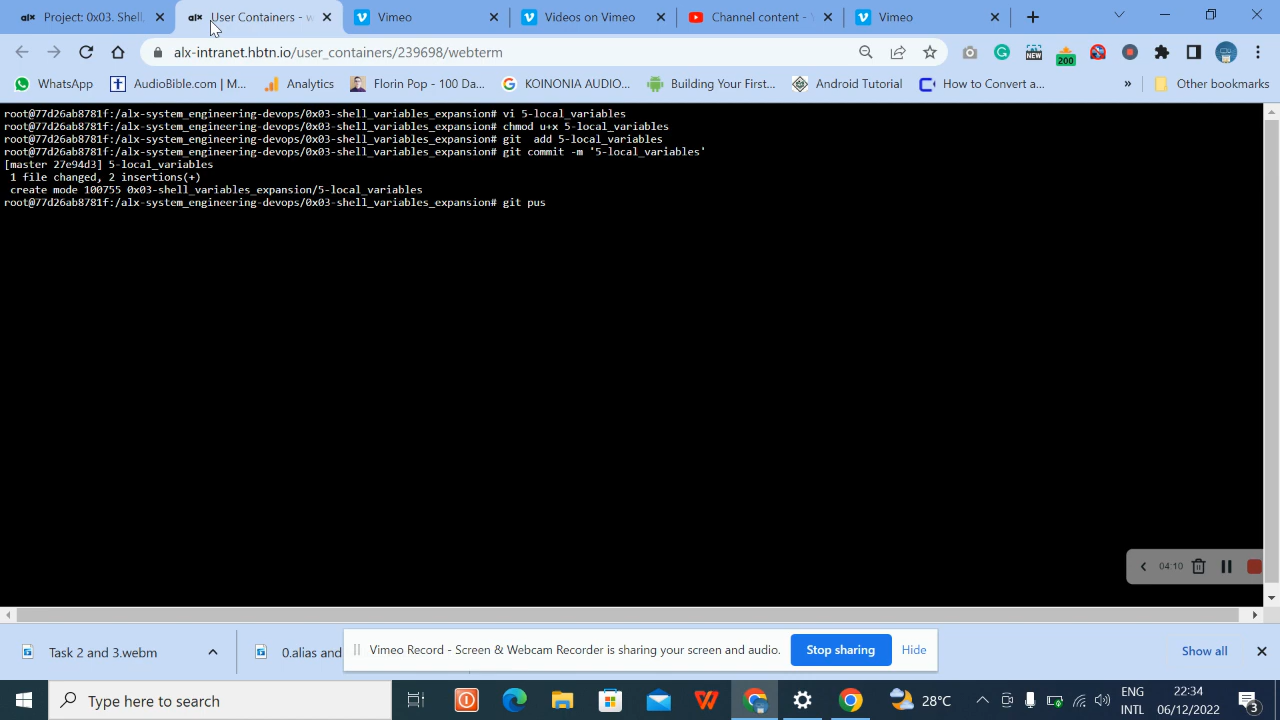 Project: 0x03. Shell,
User Containers - w
Vimeo
Videos on Vimeo
Channel content -
Vimeo
alx-intranet.hbtn.io/user_containers/239698/webterm
NEW
200
WhatsApp
AudioBible.com | M...
Analytics
Florin Pop - 100 Da...
KOINONIA AUDIO...
Building Your First...
Android Tutorial
How to Convert a...
»
Other bookmarks
root@77d26ab8781f:/alx-system_engineering-devops/0x03-shell_variables_expansion# vi 5-local_variables
root@77d26ab8781f:/alx-system_engineering-devops/0x03-shell_variables_expansion# chmod u+x 5-local_variables
root@77d26ab8781f:/alx-system_engineering-devops/0x03-shell_variables_expansion# git  add 5-local_variables
root@77d26ab8781f:/alx-system_engineering-devops/0x03-shell_variables_expansion# git commit -m '5-local_variables'
[master 27e94d3] 5-local_variables
 1 file changed, 2 insertions(+)
 create mode 100755 0x03-shell_variables_expansion/5-local_variables
root@77d26ab8781f:/alx-system_engineering-devops/0x03-shell_variables_expansion# git pus
04:10
Task 2 and 3.webm
0.alias and
Vimeo Record - Screen & Webcam Recorder is sharing your screen and audio.
Stop sharing
Hide
Show all
Type here to search
28°C
ENG
INTL
22:34
06/12/2022
3